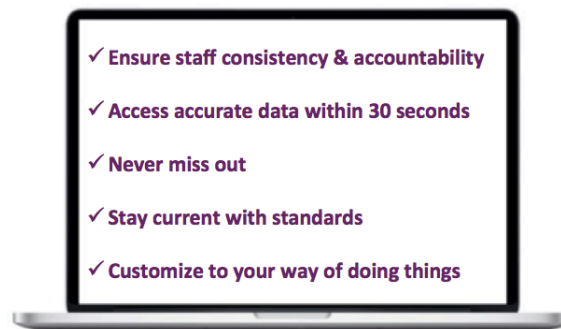 ✓ Ensure staff consistency & accountability
✓ Access accurate data within 30 seconds
✓ Never miss out
✓ Stay current with standards
✓ Customize to your way of doing things